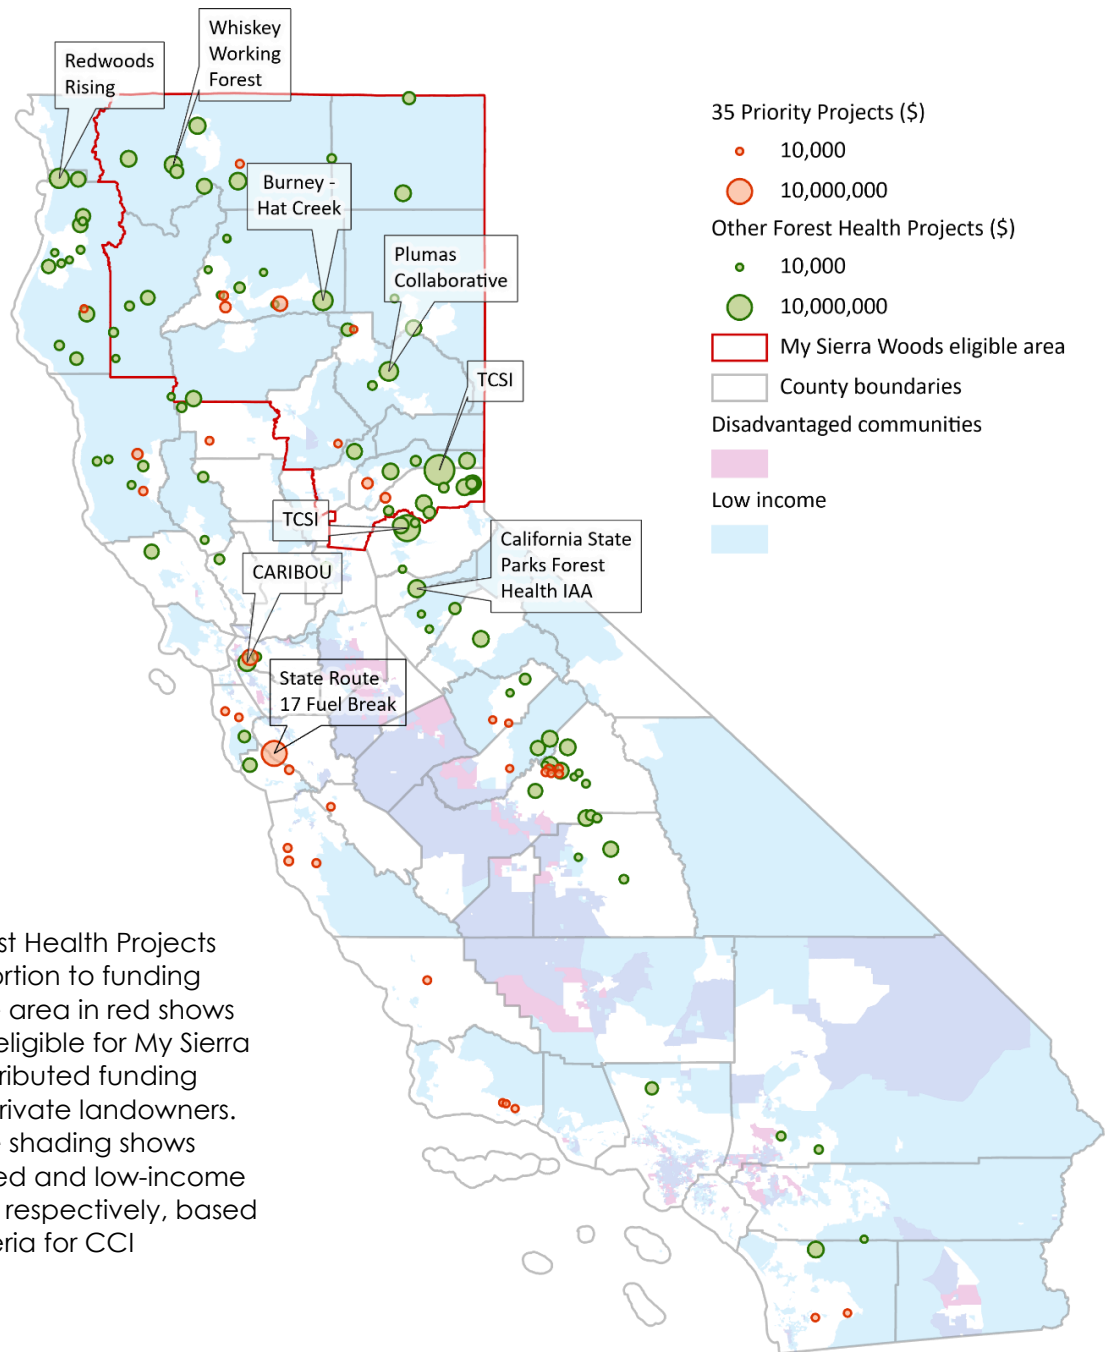 Whiskey
Working
Forest
Redwoods
Rising
Burney -
Hat Creek
Plumas
Collaborative
TCSI
TCSI
California State
Parks Forest
Health IAA
CARIBOU
State Route
17 Fuel Break
35 Priority Projects ($)
10,000
10,000,000
Other Forest Health Projects ($)
10,000
10,000,000
My Sierra Woods eligible area
County boundaries
Disadvantaged communities
Low income
st Health Projects
ortion to funding
area in red shows
eligible for My Sierra
ributed funding
rivate landowners.
shading shows
ed and low-income
respectively, based
eria for CCI